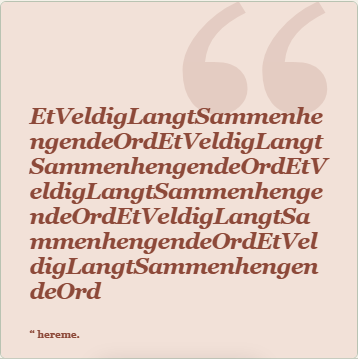 EtVeldigLangtSammenhe
ngendeOrdEtVeldigLangt
SammenhengendeOrdEtV
eldigLangtSammenhenge
ndeOrdEtVeldigLangtSa
mmenhengendeOrdEtVel
digLangtSammenhengen
deOrd
“ hereme.